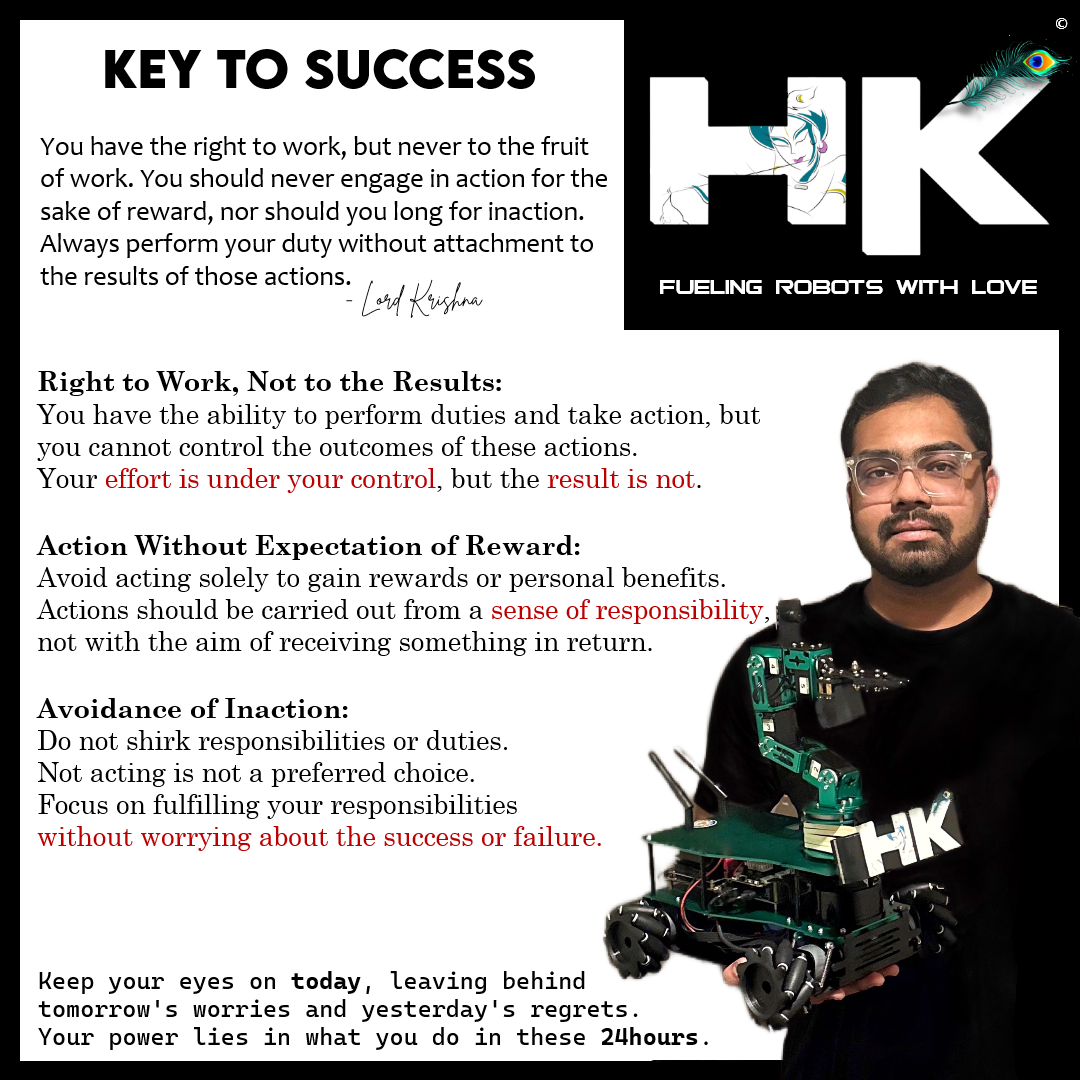 KEY TO SUCCESS
You have the right to work, but never to the fruit
of work. You should never engage in action for the
sake of reward, nor should you long for inaction.
Always perform your duty without attachment to
the results of those actions.
- Lord Krishna
©
HK
FUELING ROBOTS WITH LOVE
Right to Work, Not to the Results:
You have the ability to perform duties and take action, but
you cannot control the outcomes of these actions.
Your effort is under your control, but the result is not.
Action Without Expectation of Reward:
Avoid acting solely to gain rewards or personal benefits.
Actions should be carried out from a sense of responsibility,
not with the aim of receiving something in return.
Avoidance of Inaction:
Do not shirk responsibilities or duties.
Not acting is not a preferred choice.
Focus on fulfilling your responsibilities
without worrying about the success or failure.
HK
Keep your eyes on today, leaving behind
tomorrow's worries and yesterday's regrets.
Your power lies in what you do in these 24hours.